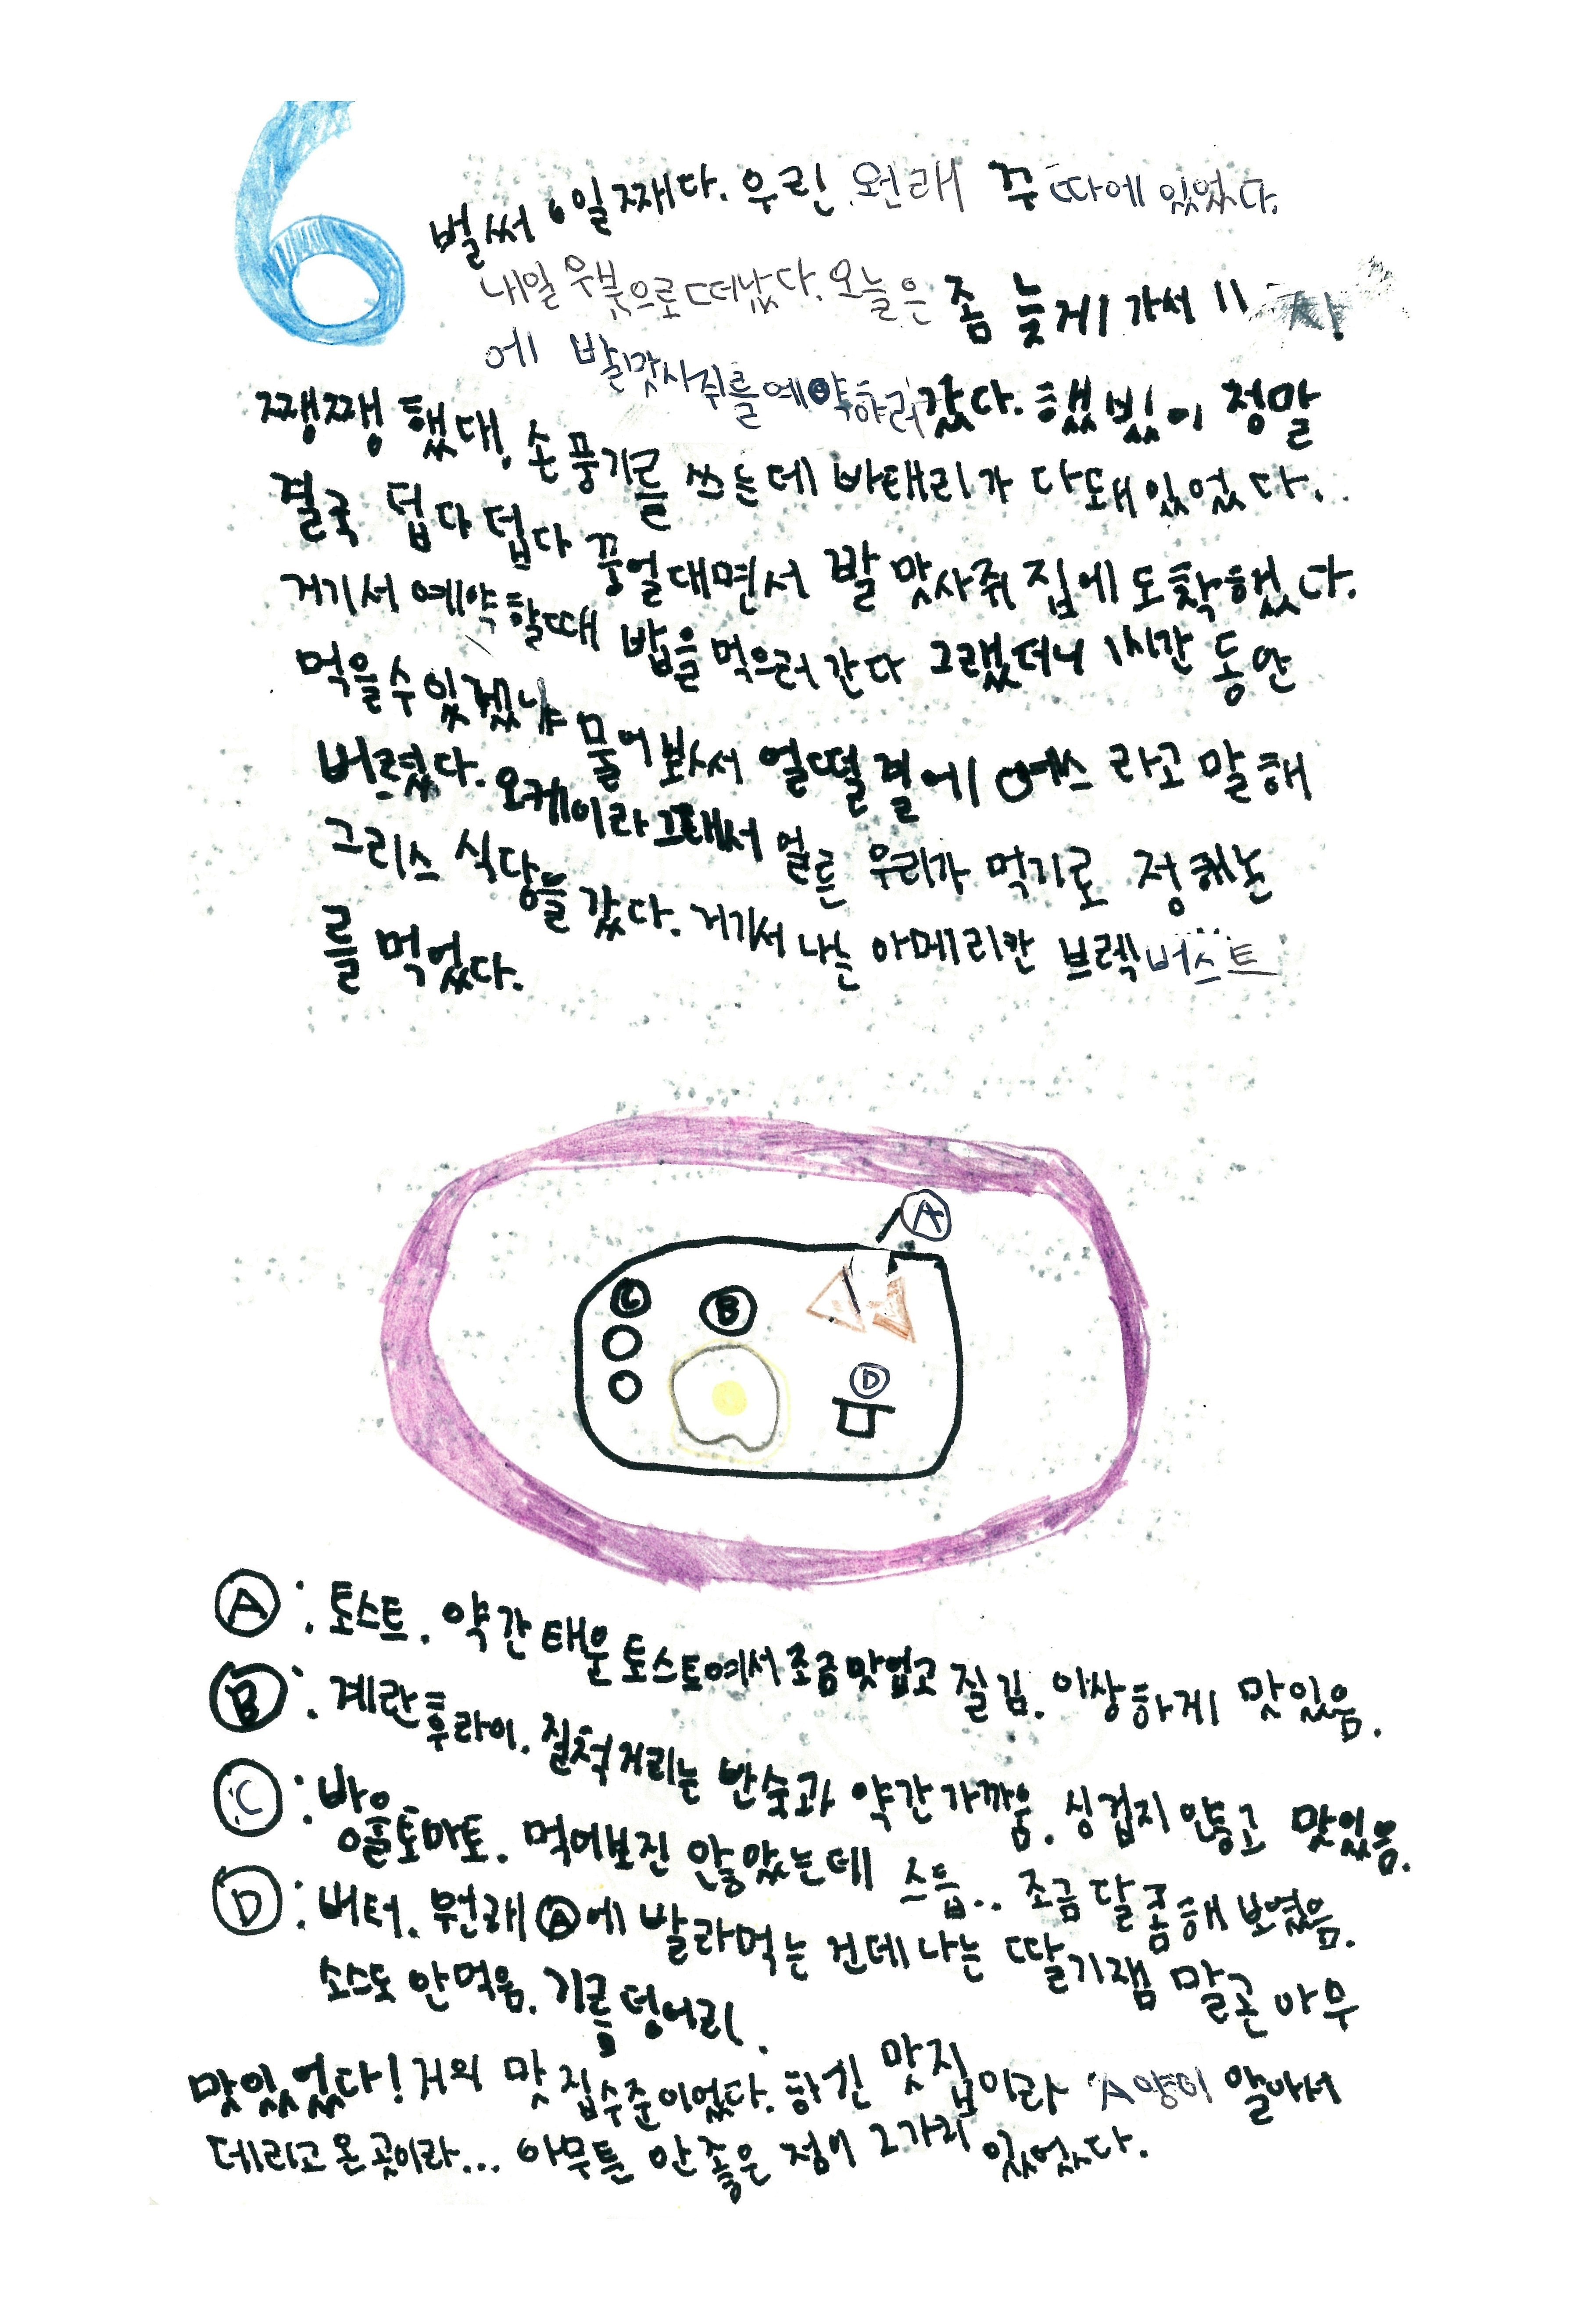 6
벌써 6일째다. 우린 원래 꾸따에 있었다.
내일 우붓으로 떠났다. 오늘은 좀 늦게 가서 11시
에 발맛사쥐를 예약하러 갔다. 햇빛이 정말
쨍쨍 했대. 손풍기를 쓰는데 바태리가 다돼있었다.
결국 덥다덥다 꿍얼대면서 발맛사쥐 집에 도착했다.
거기서 예약할때 밥을 먹으러 간다 그랬더니 1시간 동안
먹을수있겠냐 물어봐서 얼떨결에 예스 라고 말해
버렸다. 오케이라그래서 얼른 우리가 먹기로 정해논
그리스 식당을 갔다. 거기서 나는 아메리칸 브렉퍼스트
를 먹었다.
A
C B
D
A : 토스트. 약간 태운 토스트여서 조금 맛없고 질김. 이상하게 맛있음.
B : 계란후라이. 질척거리는 반숙과 약간 가까움. 싱겁지 않고 맛있음.
C : 방울토마토. 먹어보진 않았는데 스릅.. 조금 달콤해 보였음.
D : 버터. 원래 A에 발라먹는 건데 나는 딸기잼 말곤 아무
소스도 안먹음. 기름덩어리.
맛있었다! 거의 맛집수준이었다. 하긴 맛집이라 A양이 알아서
데리고 온 곳이라... 아무튼 안좋은 점이 2가지 있었다.